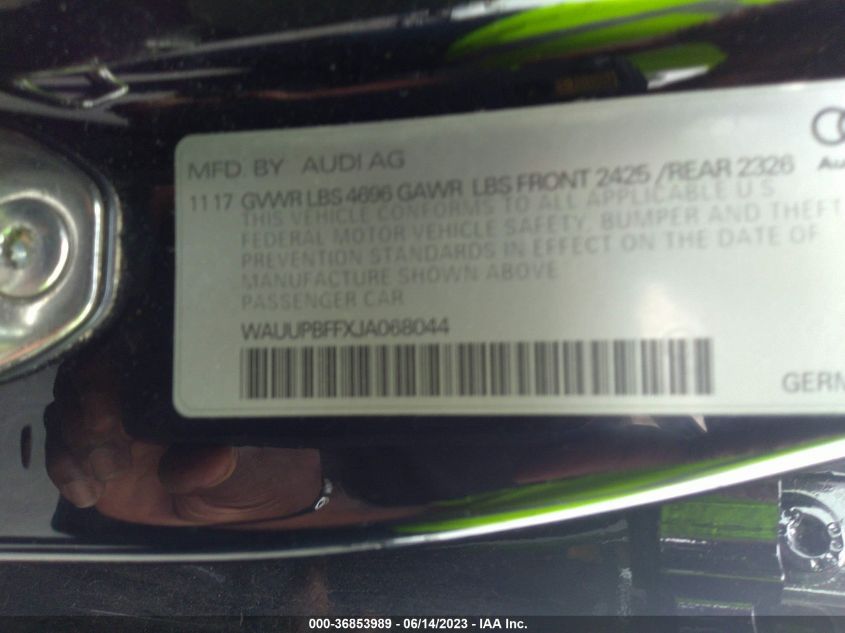 MFD. BY AUDI AG
11 17 GVWR LBS 4696 GAWR LBS FRONT 2425 / REAR 2326
THIS VEHICLE CONFORMS TO ALL APPLICABLE U S
FEDERAL MOTOR VEHICLE SAFETY, BUMPER AND THEFT
PREVENTION STANDARDS IN EFFECT ON THE DATE OF
MANUFACTURE SHOWN ABOVE
PASSENGER CAR
WAUUPBFFXJA068044
GERM
000-36853989 - 06/14/2023 - IAA Inc.